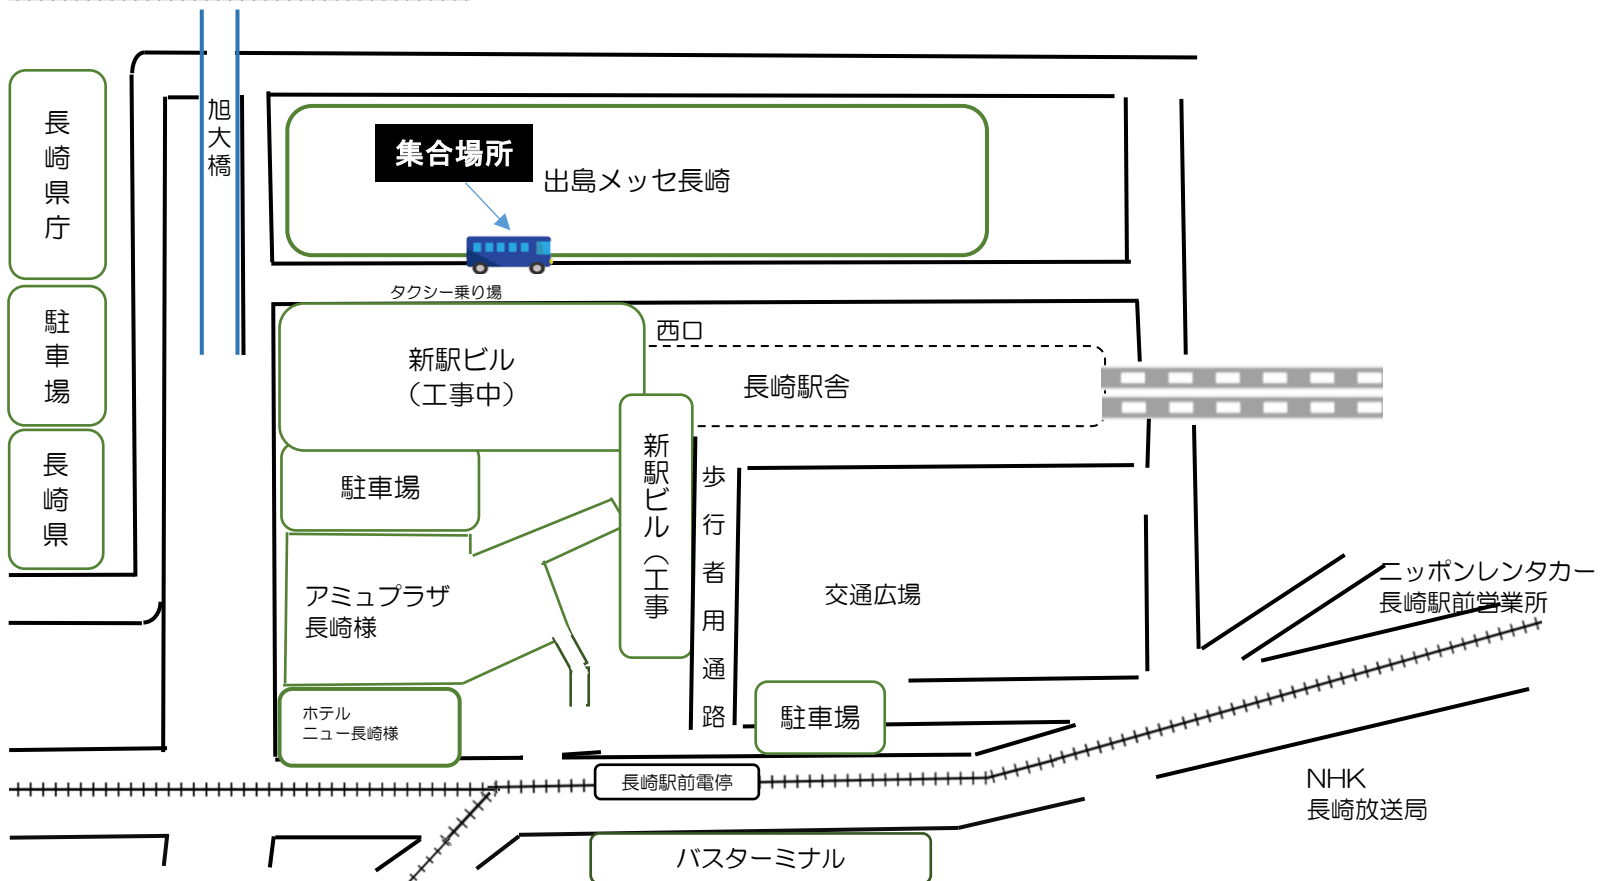 旭大橋
長崎県庁
集合場所
出島メッセ長崎
タクシー乗り場
駐車場
西口
新駅ビル
（工事中）
長崎駅舎
長崎県
新駅ビル（工事
歩行者用通路
駐車場
アミュプラザ
長崎様
交通広場
ニッポンレンタカー
長崎駅前営業所
ホテル
ニュー長崎様
駐車場
長崎駅前電停
NHK
長崎放送局
バスターミナル